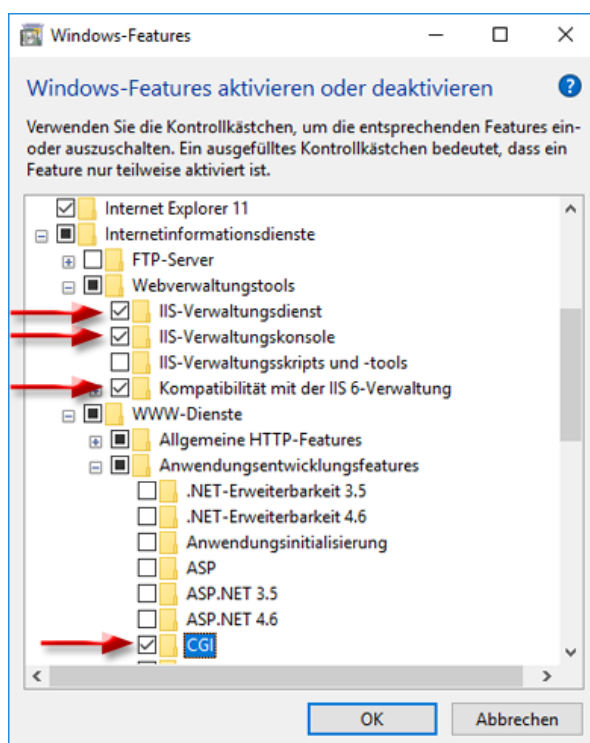 Windows-Features
Windows-Features aktivieren oder deaktivieren
Verwenden Sie die Kontrollkästchen, um die entsprechenden Features ein-
oder auszuschalten. Ein ausgefülltes Kontrollkästchen bedeutet, dass ein
Feature nur teilweise aktiviert ist.
Internet Explorer 11
Internetinformationsdienste
FTP-Server
Webverwaltungstools
IIS-Verwaltungsdienst
IIS-Verwaltungskonsole
IIS-Verwaltungsskripts und -tools
Kompatibilität mit der IIS 6-Verwaltung
WWW-Dienste
Allgemeine HTTP-Features
Anwendungsentwicklungsfeatures
.NET-Erweiterbarkeit 3.5
.NET-Erweiterbarkeit 4.6
Anwendungsinitialisierung
ASP
ASP.NET 3.5
ASP.NET 4.6
CGI
OK
Abbrechen